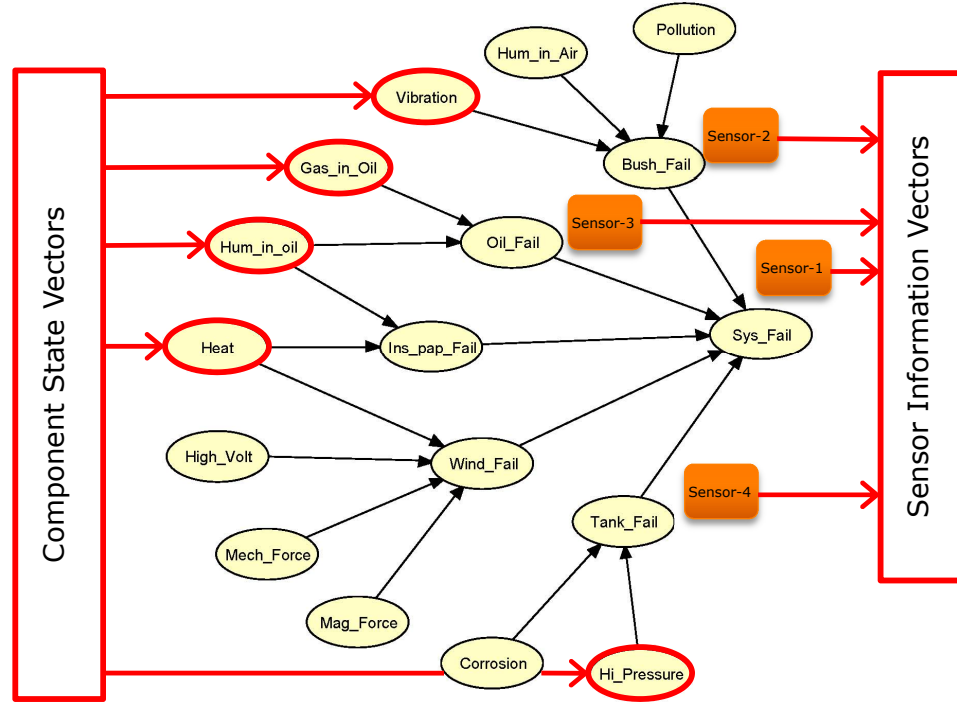 Pollution
Hum_in_Air
Vibration
Sensor-2
Bush_Fail
Gas_in_Oil
Sensor-3
Hum_in_oil
Oil_Fail
Sensor-1
Sys_Fail
Heat
Ins_pap_Fail
High_Volt
Wind_Fail
Sensor-4
Tank_Fail
Mech_Force
Mag_Force
Corrosion
Hi_Pressure
Component State Vectors
Sensor Information Vectors